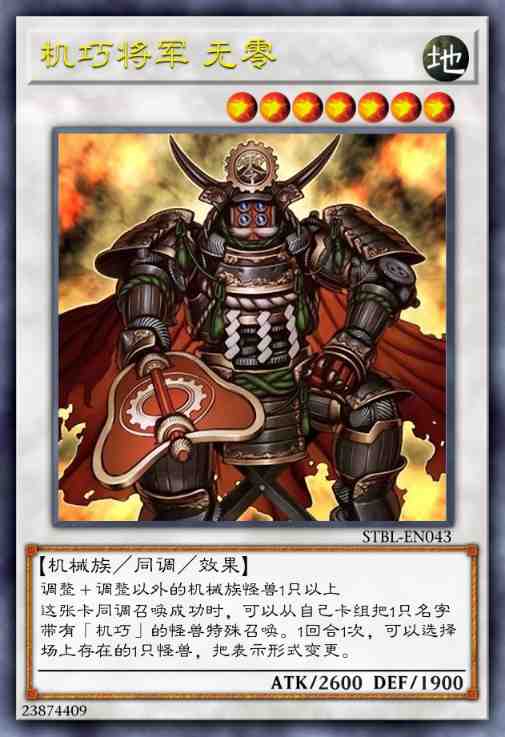 机巧将军 无零
地
STBL-EN043
【机械族／同调／效果】
调整＋调整以外的机械族怪兽1只以上
这张卡同调召唤成功时，可以从自己卡组把1只名字
带有「机巧」的怪兽特殊召唤。1回合1次，可以选择
场上存在的1只怪兽，把表示形式变更。
ATK/2600 DEF/1900
23874409